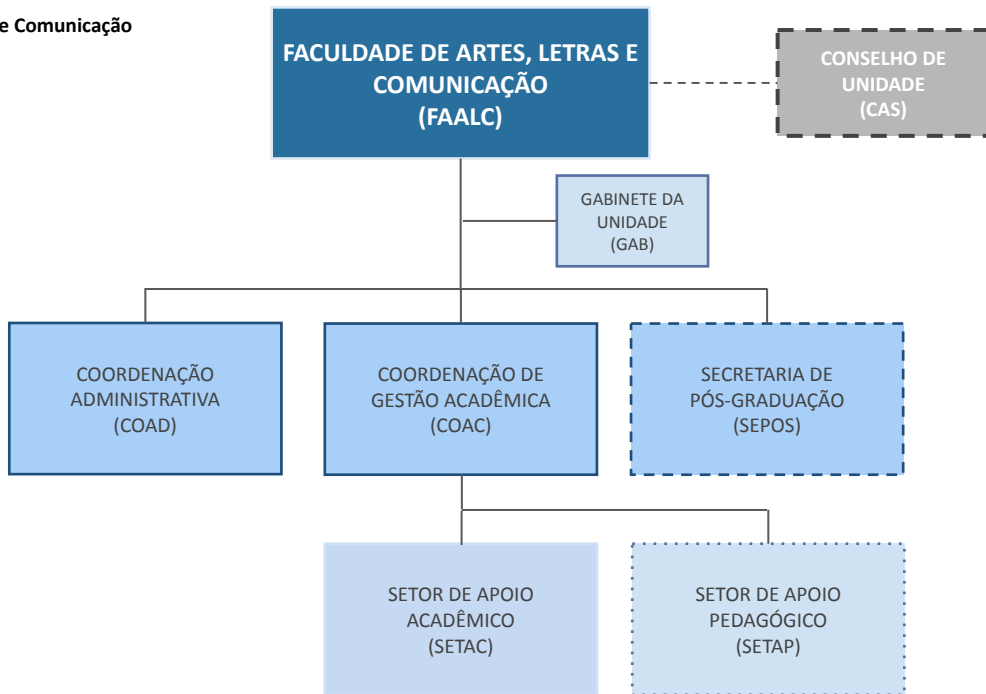 e Comunicação
FACULDADE DE ARTES, LETRAS E
COMUNICAÇÃO
(FAALC)
CONSELHO DE
UNIDADE
(CAS)
GABINETE DA
UNIDADE
(GAB)
COORDENAÇÃO
ADMINISTRATIVA
(COAD)
COORDENAÇÃO DE
GESTÃO ACADÊMICA
(COAC)
SECRETARIA DE
PÓS-GRADUAÇÃO
(SEPOS)
SETOR DE APOIO
ACADÊMICO
(SETAC)
SETOR DE APOIO
PEDAGÓGICO
(SETAP)